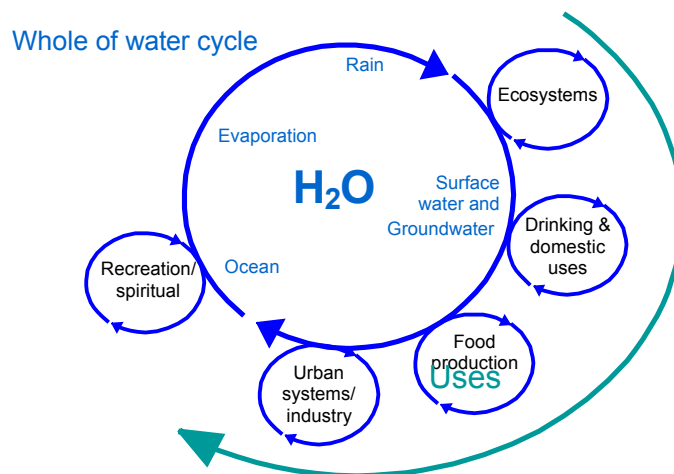 Whole of water cycle
Rain
Ecosystems
Evaporation
H₂O
Surface
water and
Groundwater
Drinking &
domestic
uses
Recreation/
spiritual
Ocean
Food
production
Uses
Urban
systems/
industry